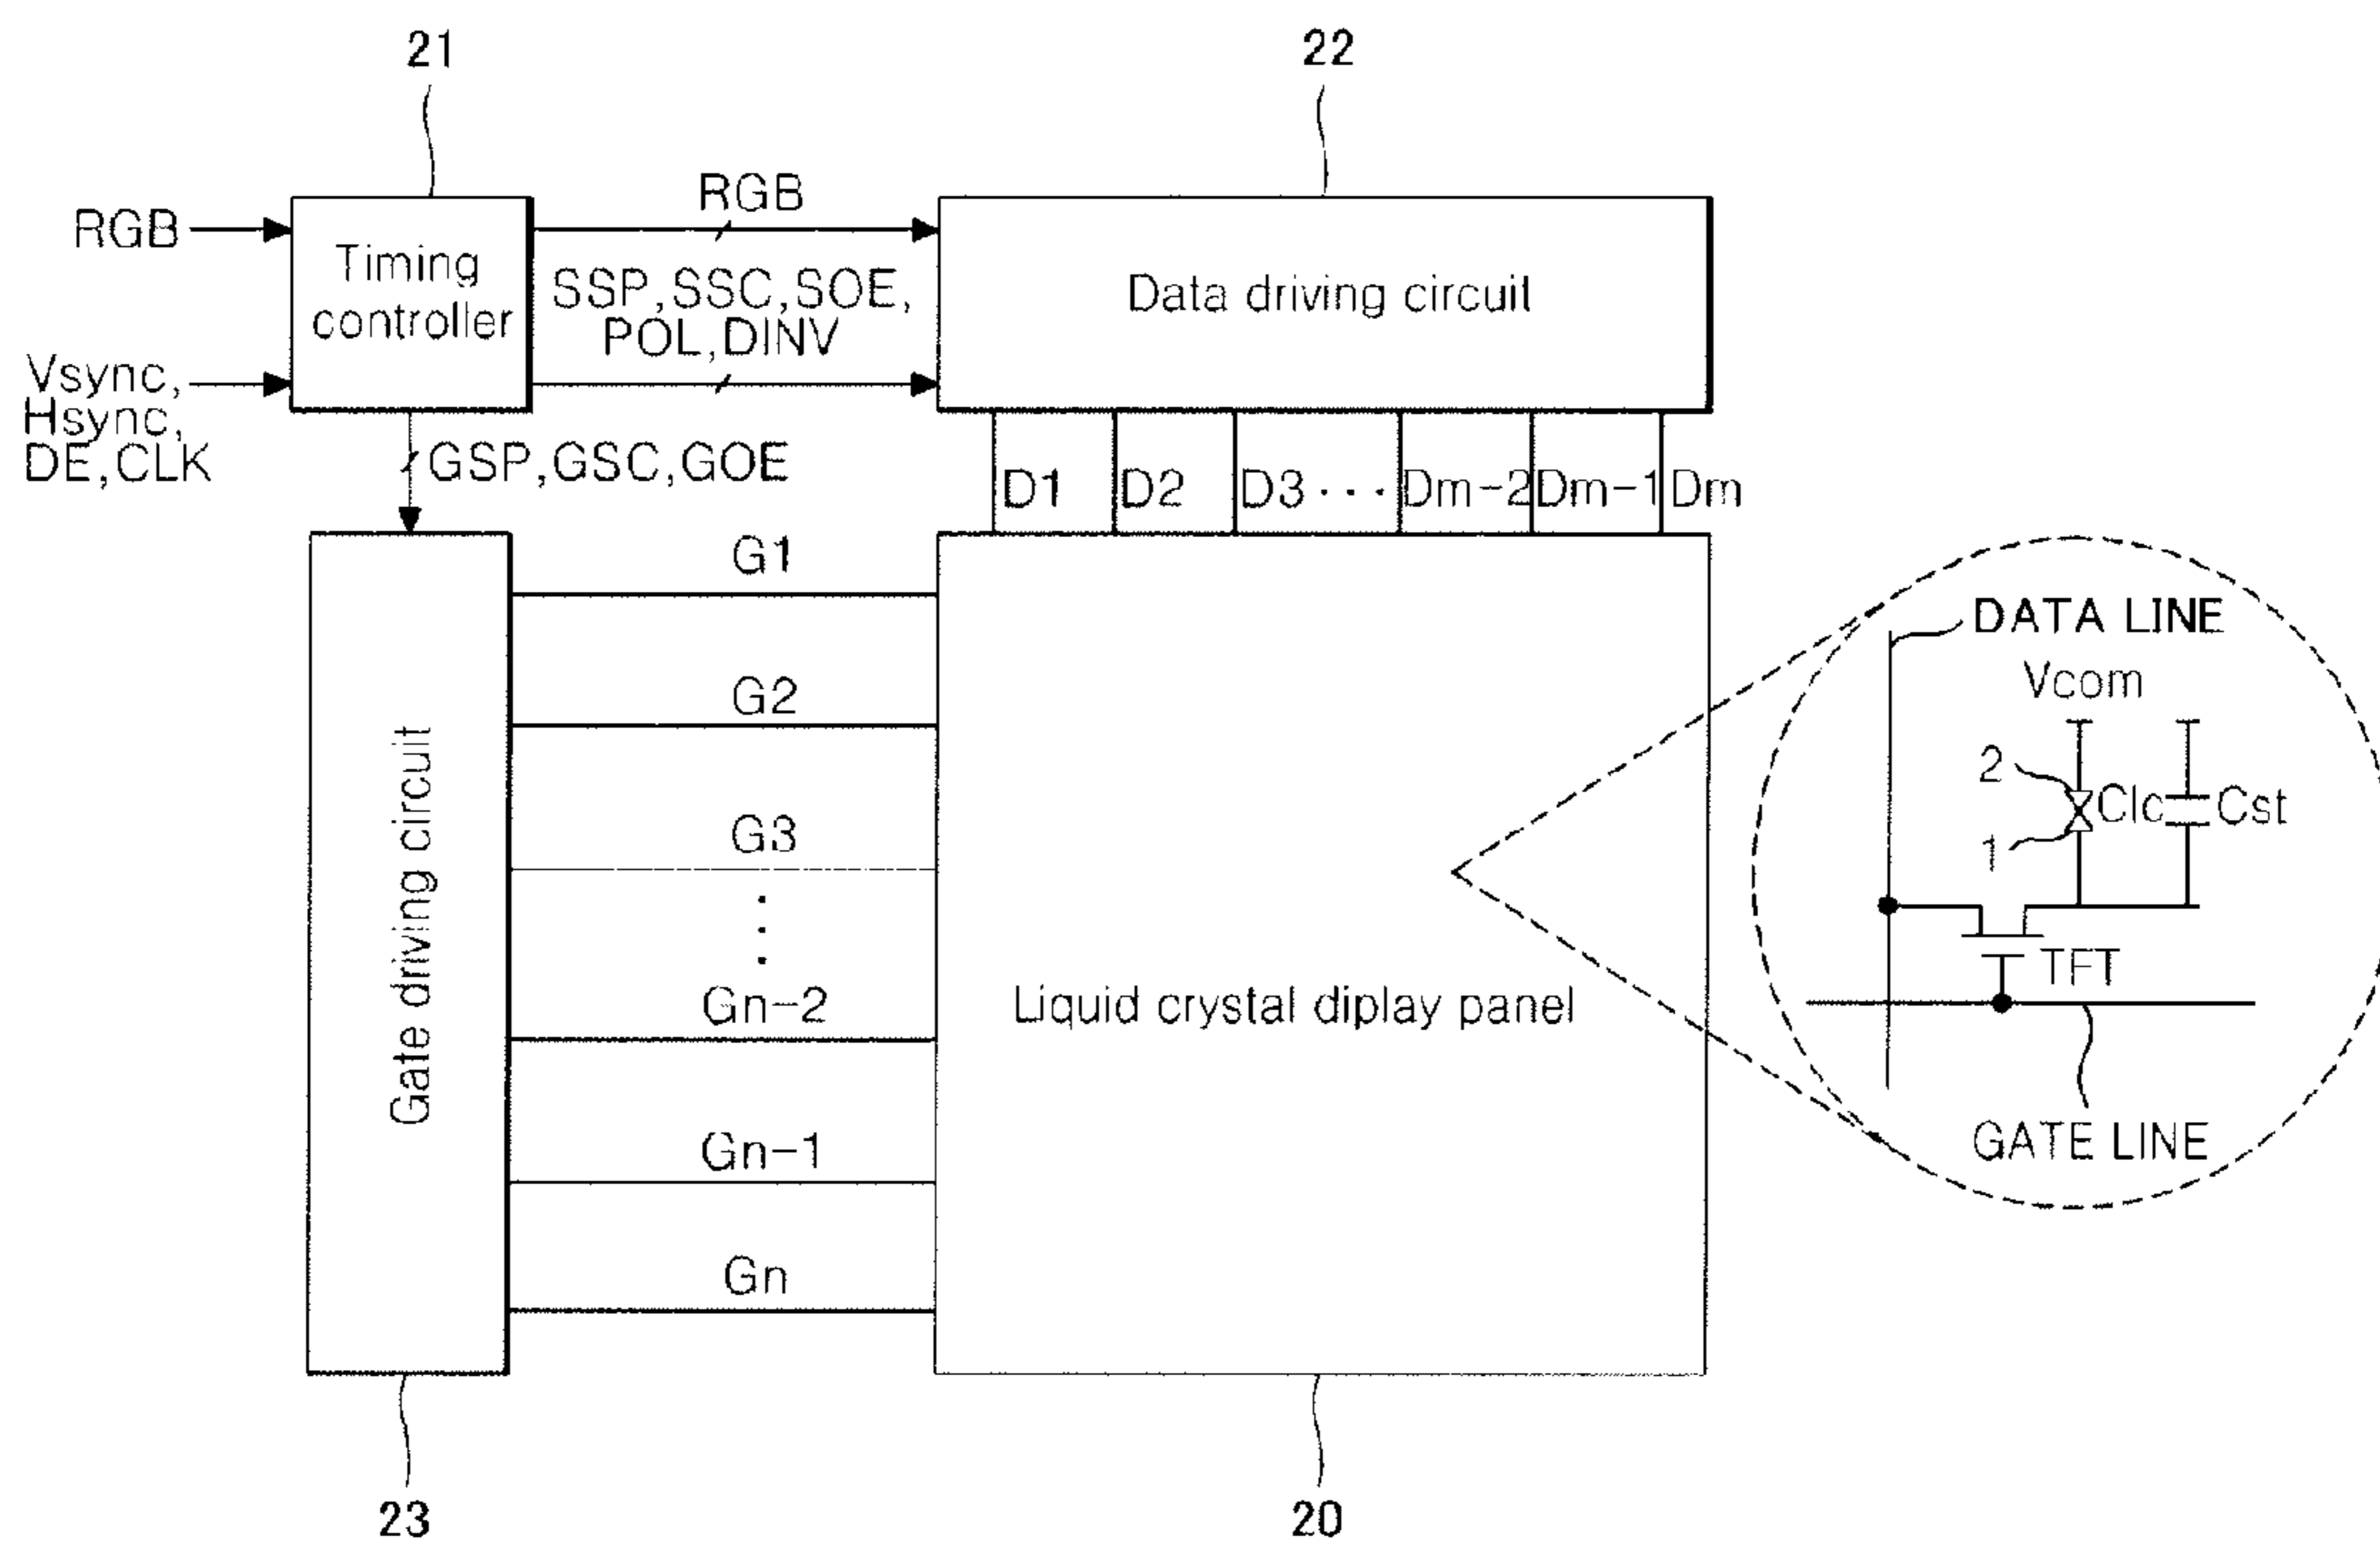 21
22
RGB
RGB
Timing
controller
SSP,SSC,SOE,
POL,DINV
Data driving circuit
Vsync,
Hsync,
DE,CLK
GSP,GSC,GOE
D1 D2 D3 ··· Dm-2 Dm-1 Dm
G1
G2
G3
Gn-2
Gn-1
Gn
Gate driving circuit
Liquid crystal diplay panel
DATA LINE
Vcom
2
Clc
Cst
1
TFT
GATE LINE
23
20